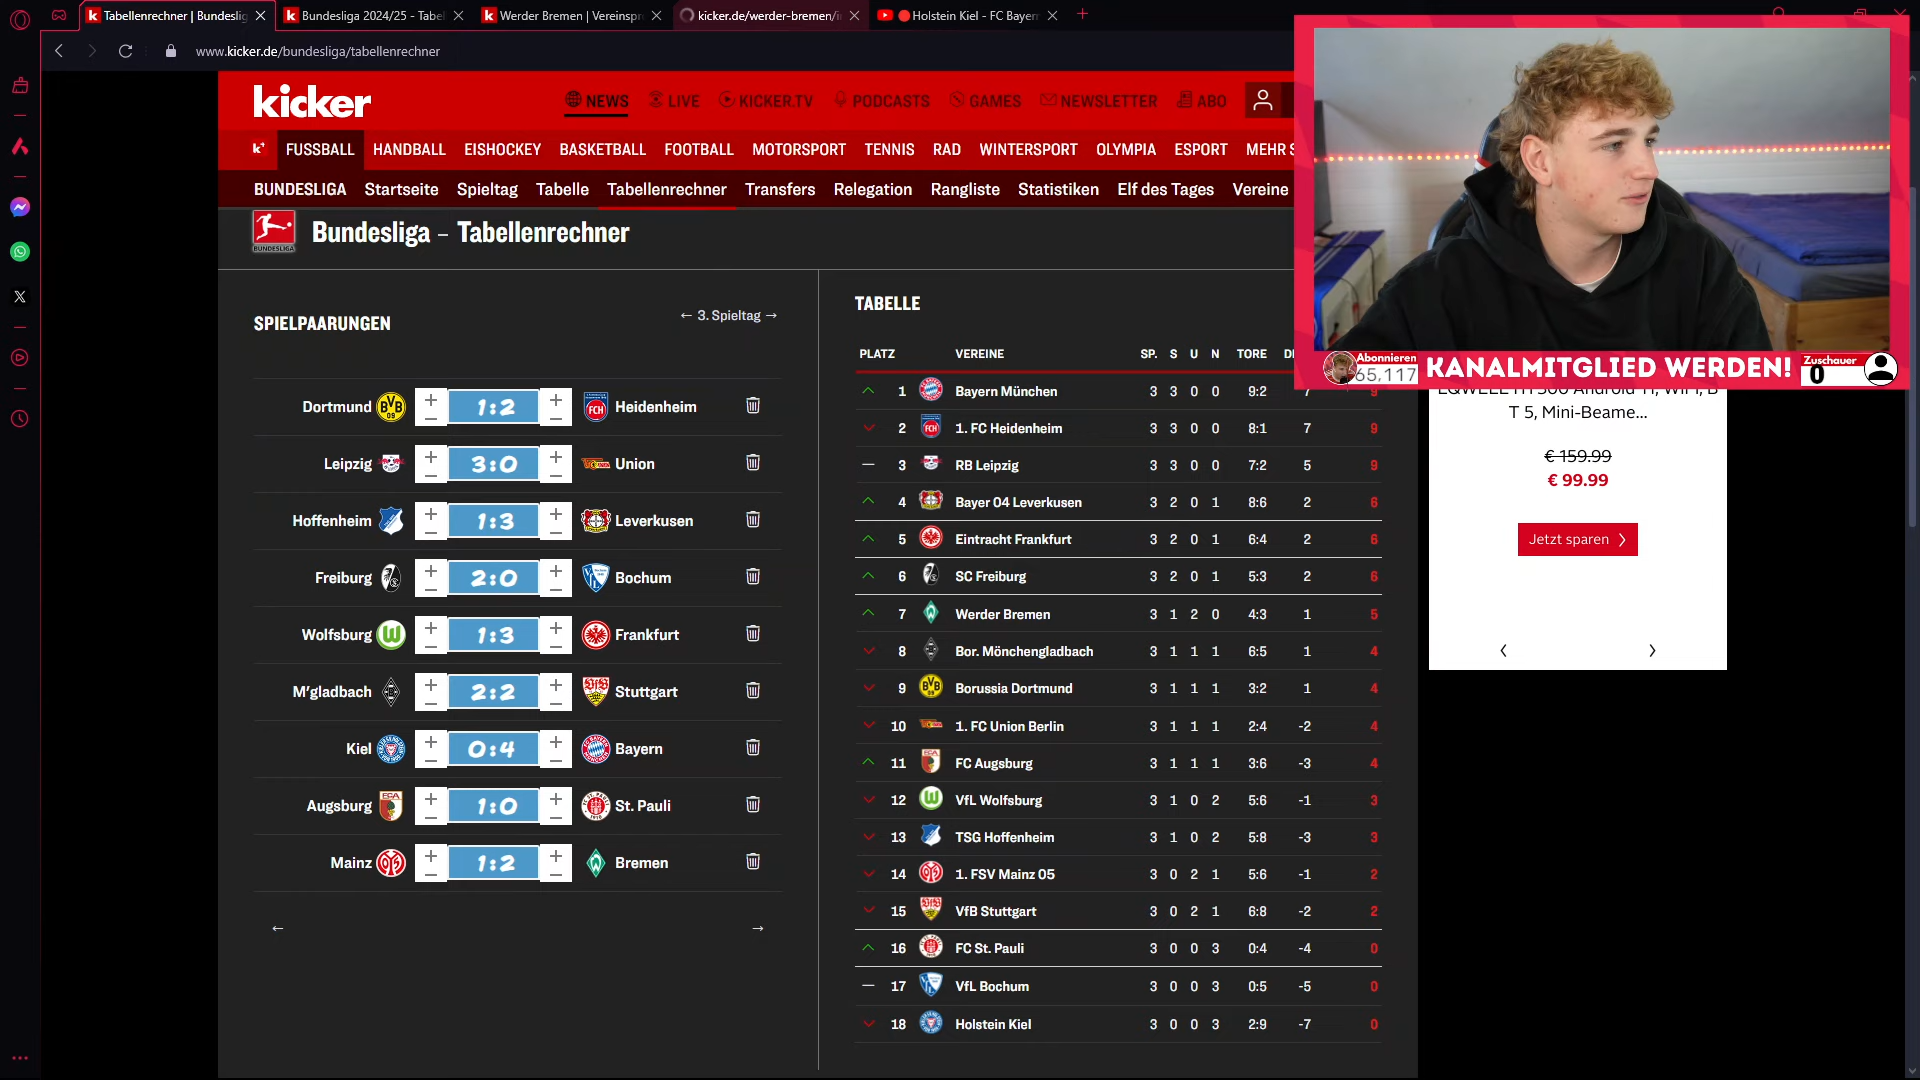 Tabellenrechner | Bundeslig
Bundesliga 2024/25 - Tabel
Werder Bremen | Vereinspr
kicker.de/werder-bremen/i
Holstein Kiel - FC Bayern
www.kicker.de/bundesliga/tabellenrechner
kicker
NEWS LIVE KICKER.TV PODCASTS GAMES NEWSLETTER ABO
FUSSBALL HANDBALL EISHOCKEY BASKETBALL FOOTBALL MOTORSPORT TENNIS RAD WINTERSPORT OLYMPIA ESPORT MEHR S
BUNDESLIGA Startseite Spieltag Tabelle Tabellenrechner Transfers Relegation Rangliste Statistiken Elf des Tages Vereine
BUNDESLIGA
Bundesliga – Tabellenrechner
SPIELPAARUNGEN
← 3. Spieltag →
Dortmund 1:2 Heidenheim
Leipzig 3:0 Union
Hoffenheim 1:3 Leverkusen
Freiburg 2:0 Bochum
Wolfsburg 1:3 Frankfurt
M'gladbach 2:2 Stuttgart
Kiel 0:4 Bayern
Augsburg 1:0 St. Pauli
Mainz 1:2 Bremen
← →
TABELLE
PLATZ VEREINE SP. S U N TORE DI
1 Bayern München 3 3 0 0 9:2 7 9
2 1. FC Heidenheim 3 3 0 0 8:1 7 9
3 RB Leipzig 3 3 0 0 7:2 5 9
4 Bayer 04 Leverkusen 3 2 0 1 8:6 2 6
5 Eintracht Frankfurt 3 2 0 1 6:4 2 6
6 SC Freiburg 3 2 0 1 5:3 2 6
7 Werder Bremen 3 1 2 0 4:3 1 5
8 Bor. Mönchengladbach 3 1 1 1 6:5 1 4
9 Borussia Dortmund 3 1 1 1 3:2 1 4
10 1. FC Union Berlin 3 1 1 1 2:4 -2 4
11 FC Augsburg 3 1 1 1 3:6 -3 4
12 VfL Wolfsburg 3 1 0 2 5:6 -1 3
13 TSG Hoffenheim 3 1 0 2 5:8 -3 3
14 1. FSV Mainz 05 3 0 2 1 5:6 -1 2
15 VfB Stuttgart 3 0 2 1 6:8 -2 2
16 FC St. Pauli 3 0 0 3 0:4 -4 0
17 VfL Bochum 3 0 0 3 0:5 -5 0
18 Holstein Kiel 3 0 0 3 2:9 -7 0
Abonnieren
65,117
KANALMITGLIED WERDEN!
Zuschauer
0
T 5, Mini-Beame...
€ 159.99
€ 99.99
Jetzt sparen